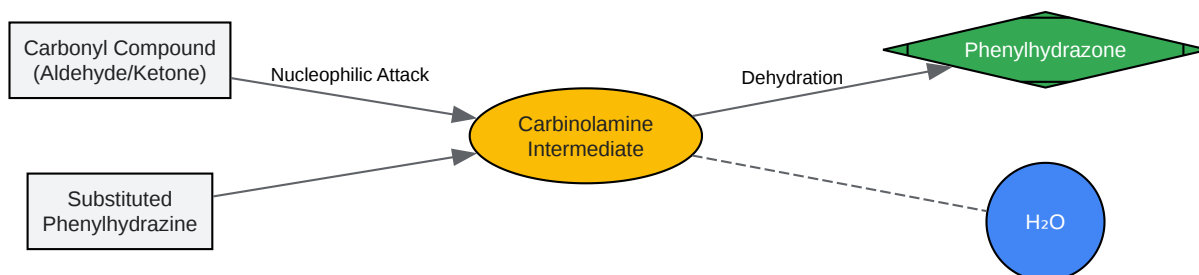 Carbonyl Compound
(Aldehyde/Ketone)
Nucleophilic Attack
Substituted
Phenylhydrazine
Carbinolamine
Intermediate
Dehydration
Phenylhydrazone
H₂O